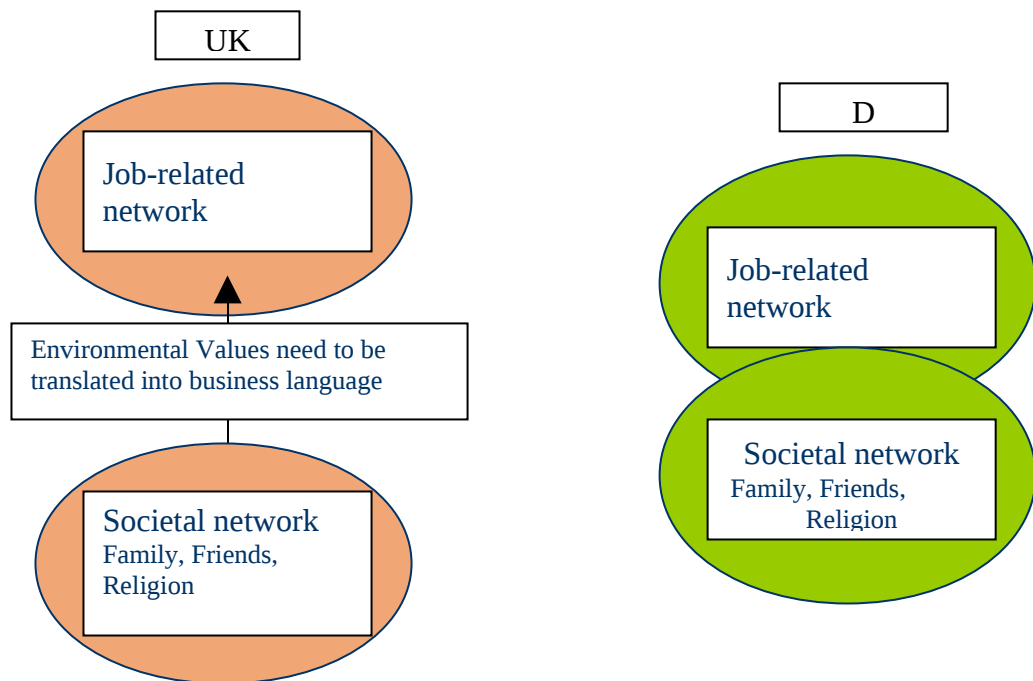 UK
Job-related
network
Environmental Values need to be
translated into business language
Societal network
Family, Friends,
Religion
D
Job-related
network
Societal network
Family, Friends,
Religion